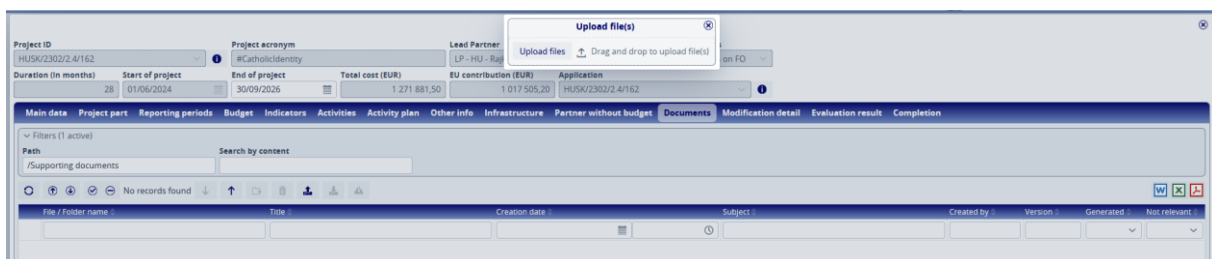 Upload file(s)
Upload files Drag and drop to upload file(s)
Project ID Project acronym Lead Partner
HUSK/2302/2.4/162 #CatholicIdentity LP - HU - on FO
Duration (in months) Start of project End of project Total cost (EUR) EU contribution (EUR) Application
28 01/06/2024 30/09/2026 1 271 881,50 1 017 505,20 HUSK/2302/2.4/162
Main data Project part Reporting periods Budget Indicators Activities Activity plan Other info Infrastructure Partner without budget Documents Modification detail Evaluation result Completion
Filters (1 active)
Path Search by content
/Supporting documents
No records found
File / Folder name Title Creation date Subject Created by Version Generated Not relevant